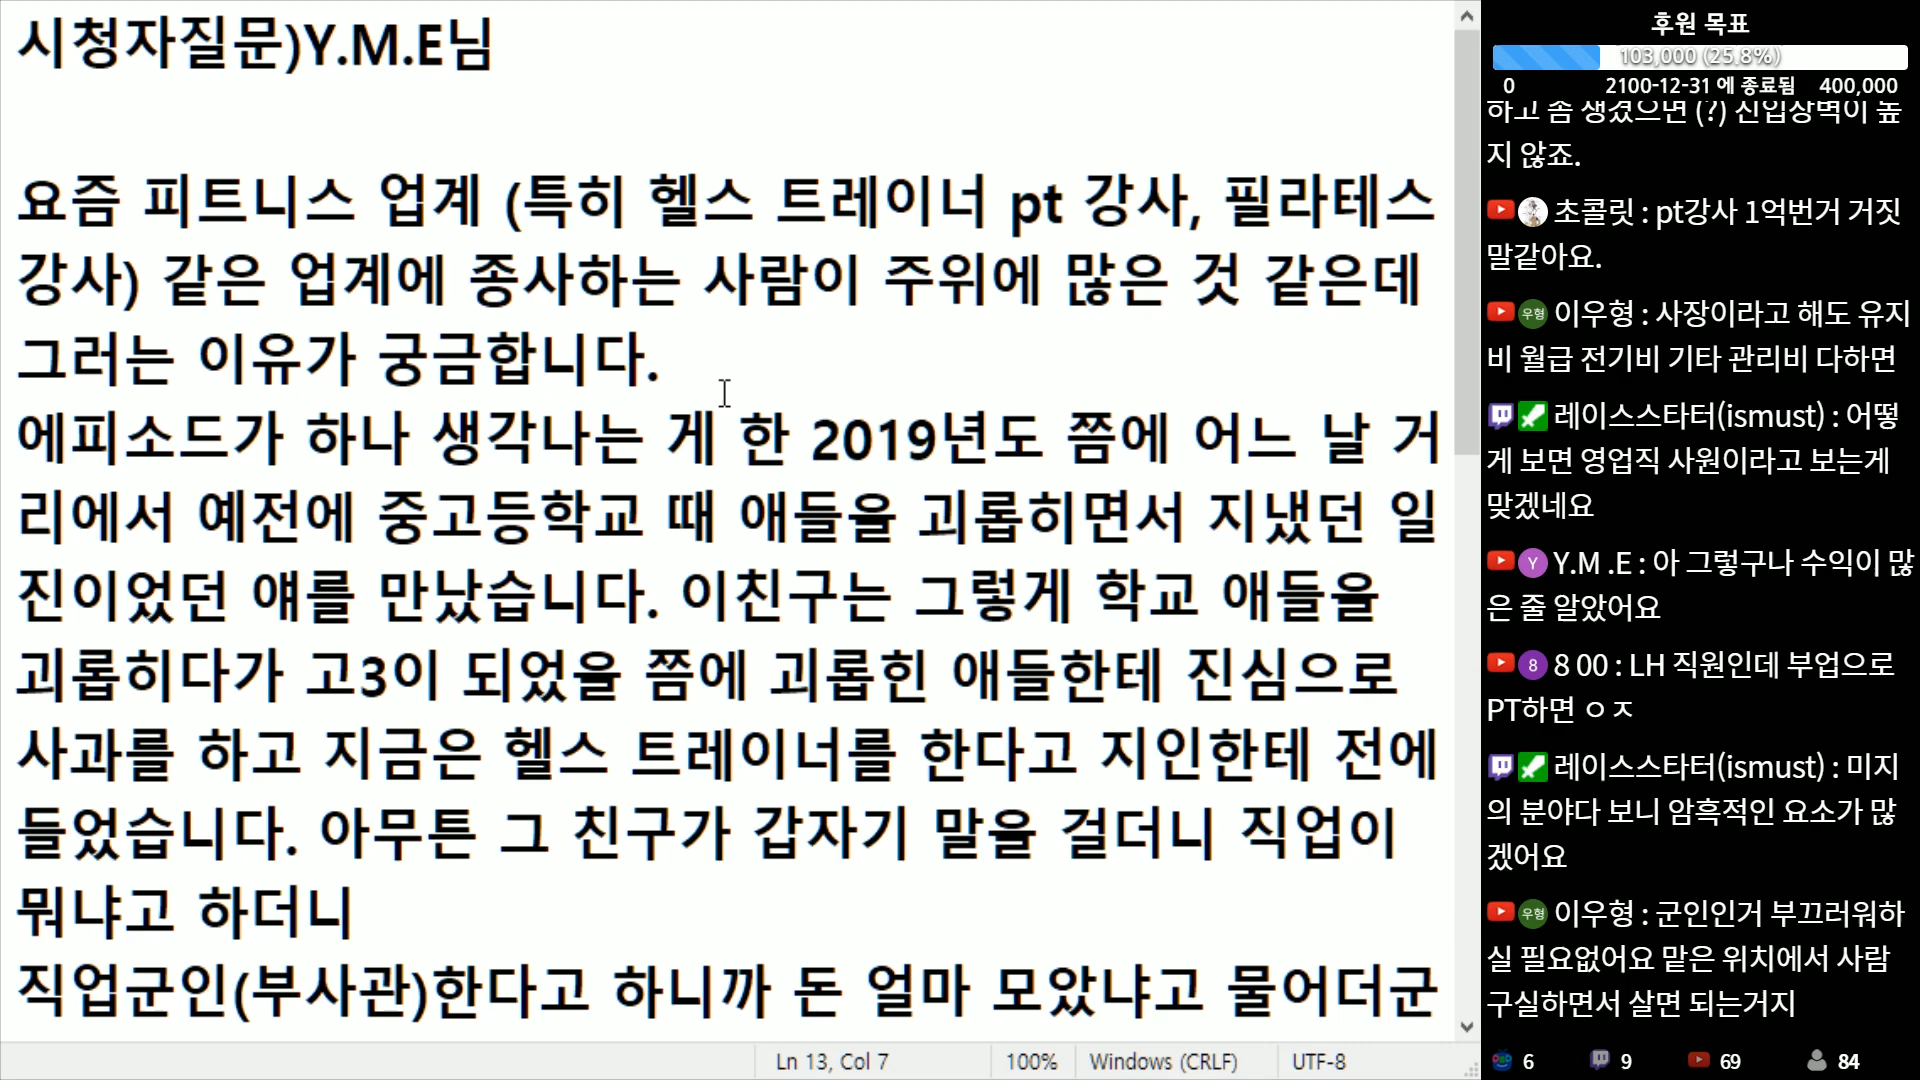 시청자질문)Y.M.E님
요즘 피트니스 업계 (특히 헬스 트레이너 pt 강사, 필라테스
강사) 같은 업계에 종사하는 사람이 주위에 많은 것 같은데
그러는 이유가 궁금합니다.
에피소드가 하나 생각나는 게 한 2019년도 쯤에 어느 날 거
리에서 예전에 중고등학교 때 애들을 괴롭히면서 지냈던 일
진이었던 얘를 만났습니다. 이친구는 그렇게 학교 애들을
괴롭히다가 고3이 되었을 쯤에 괴롭힌 애들한테 진심으로
사과를 하고 지금은 헬스 트레이너를 한다고 지인한테 전에
들었습니다. 아무튼 그 친구가 갑자기 말을 걸더니 직업이
뭐냐고 하더니
직업군인(부사관)한다고 하니까 돈 얼마 모았냐고 물어더군
Ln 13, Col 7
100%
Windows (CRLF)
UTF-8
후원 목표
103,000 (25.8%)
0 2100-12-31 에 종료됨 400,000
하고 좀 생겼으면 (?) 진입장벽이 높
지 않죠.
초콜릿 : pt강사 1억번거 거짓
말같아요.
우형 이우형 : 사장이라고 해도 유지
비 월급 전기비 기타 관리비 다하면
레이스스타터(ismust) : 어떻
게 보면 영업직 사원이라고 보는게
맞겠네요
Y Y.M .E : 아 그렇구나 수익이 많
은 줄 알았어요
8 8 00 : LH 직원인데 부업으로
PT하면 ㅇㅈ
레이스스타터(ismust) : 미지
의 분야다 보니 암흑적인 요소가 많
겠어요
우형 이우형 : 군인인거 부끄러워하
실 필요없어요 맡은 위치에서 사람
구실하면서 살면 되는거지
6 9 69 84